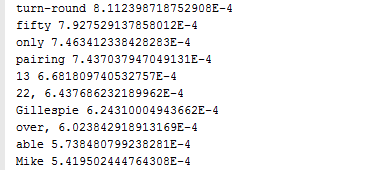 turn-round 8.112398718752908E-4
fifty 7.927529137858012E-4
only 7.463412338428283E-4
pairing 7.437037947049131E-4
13 6.681809740532757E-4
22, 6.437686232189962E-4
Gillespie 6.24310004943662E-4
over, 6.023842918913169E-4
able 5.738480799238281E-4
Mike 5.419502444764308E-4